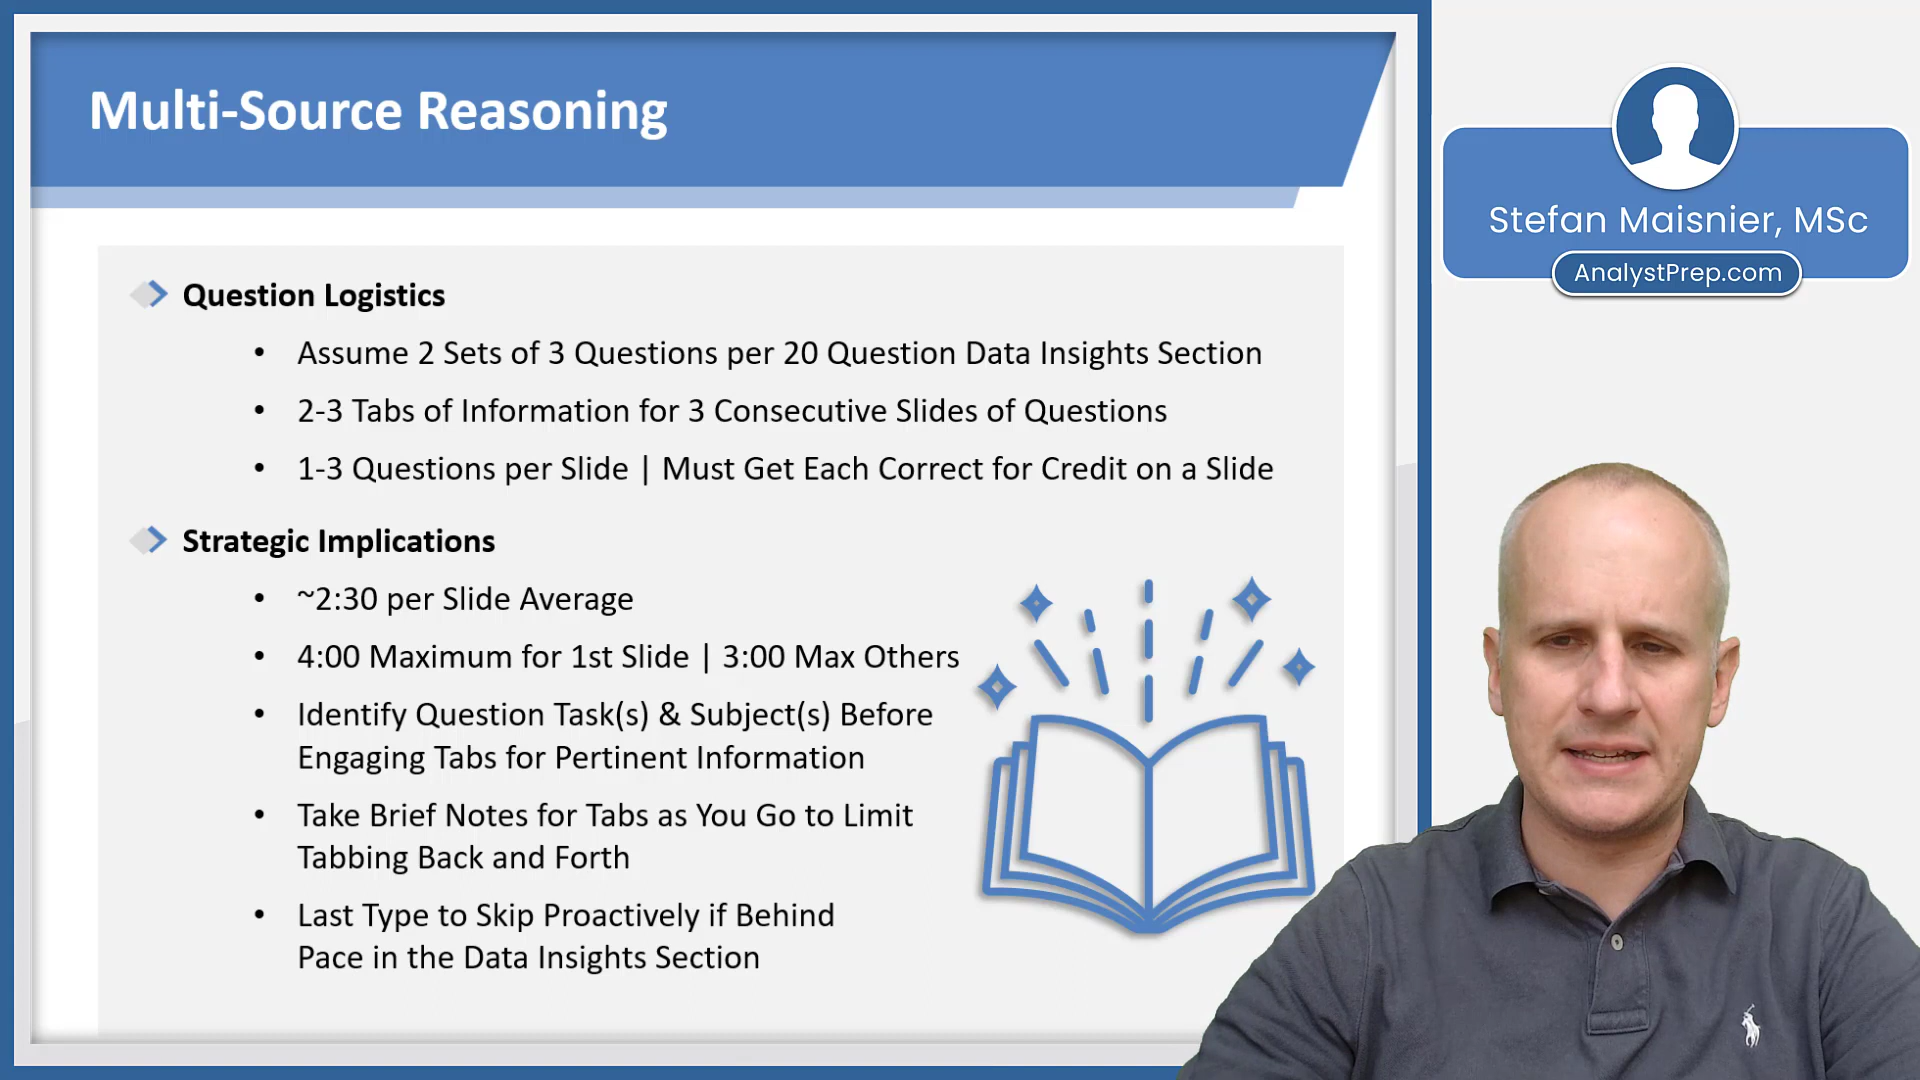 Multi-Source Reasoning
Question Logistics
• Assume 2 Sets of 3 Questions per 20 Question Data Insights Section
• 2-3 Tabs of Information for 3 Consecutive Slides of Questions
• 1-3 Questions per Slide | Must Get Each Correct for Credit on a Slide
Strategic Implications
• ~2:30 per Slide Average
• 4:00 Maximum for 1st Slide | 3:00 Max Others
• Identify Question Task(s) & Subject(s) Before
Engaging Tabs for Pertinent Information
• Take Brief Notes for Tabs as You Go to Limit
Tabbing Back and Forth
• Last Type to Skip Proactively if Behind
Pace in the Data Insights Section
Stefan Maisnier, MSc
AnalystPrep.com